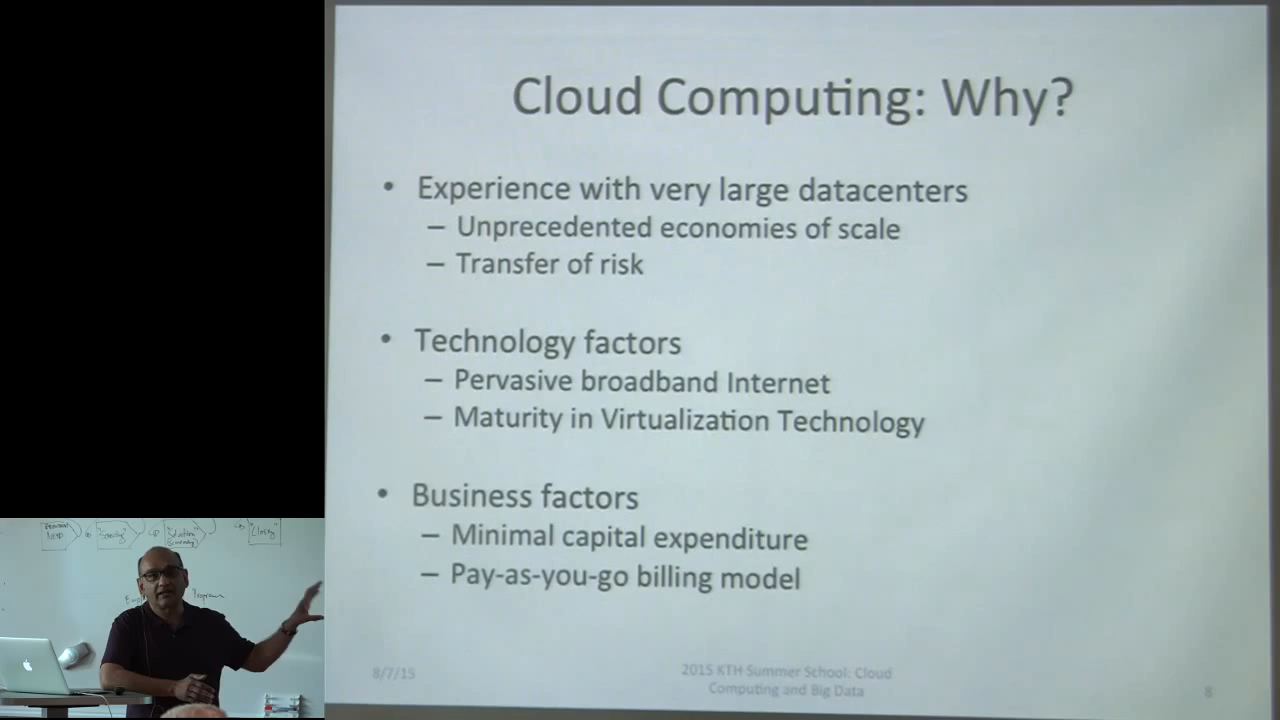 Cloud Computing: Why?
• Experience with very large datacenters
– Unprecedented economies of scale
– Transfer of risk
• Technology factors
– Pervasive broadband Internet
– Maturity in Virtualization Technology
• Business factors
– Minimal capital expenditure
– Pay-as-you-go billing model
8/7/15
2015 KTH Summer School: Cloud
Computing and Big Data
8
"Closing"
Program